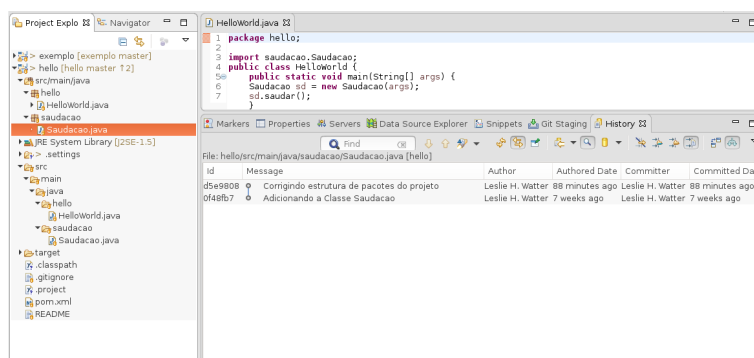 Project Explo Navigator
> exemplo [exemplo master]
> hello [hello master ↑2]
src/main/java
hello
HelloWorld.java
saudacao
Saudacao.java
JRE System Library [J2SE-1.5]
> .settings
src
main
java
hello
HelloWorld.java
saudacao
Saudacao.java
target
.classpath
.gitignore
.project
pom.xml
README
HelloWorld.java
1 package hello;
2
3 import saudacao.Saudacao;
4 public class HelloWorld {
5 public static void main(String[] args) {
6 Saudacao sd = new Saudacao(args);
7 sd.saudar();
}
Markers Properties Servers Data Source Explorer Snippets Git Staging History
Find
File: hello/src/main/java/saudacao/Saudacao.java [hello]
Id Message Author Authored Date Committer Committed Da
d5e9808 Corrigindo estrutura de pacotes do projeto Leslie H. Watter 88 minutes ago Leslie H. Watter 88 minutes ago
0f48fb7 Adicionando a Classe Saudacao Leslie H. Watter 7 weeks ago Leslie H. Watter 7 weeks ago